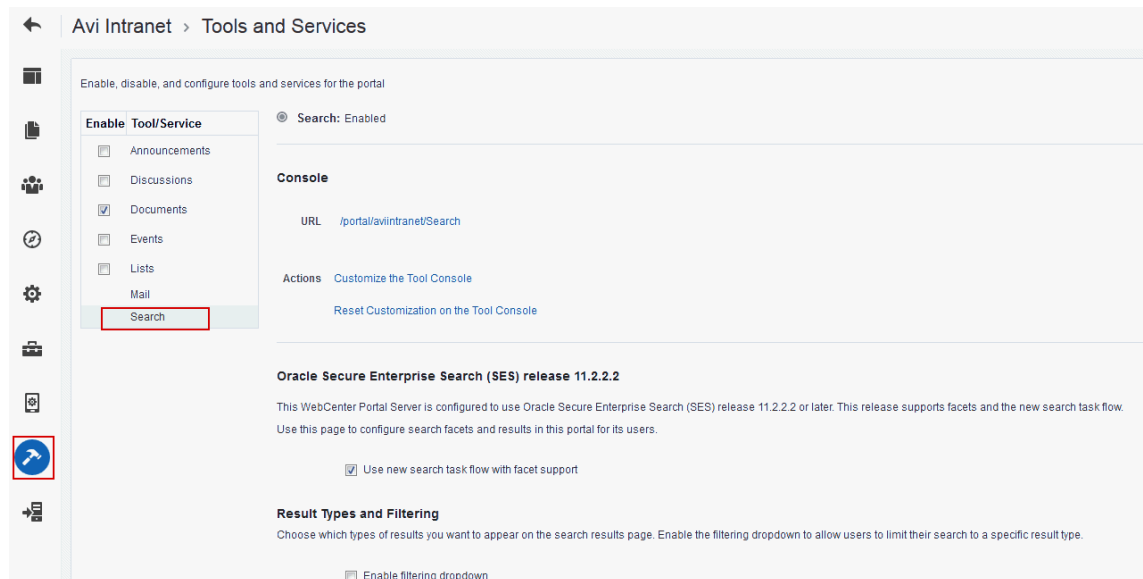 Avi Intranet > Tools and Services
Enable, disable, and configure tools and services for the portal
Enable Tool/Service
Announcements
Discussions
Documents
Events
Lists
Mail
Search
Search: Enabled
Console
URL /portal/aviintranet/Search
Actions Customize the Tool Console
Reset Customization on the Tool Console
Oracle Secure Enterprise Search (SES) release 11.2.2.2
This WebCenter Portal Server is configured to use Oracle Secure Enterprise Search (SES) release 11.2.2.2 or later. This release supports facets and the new search task flow.
Use this page to configure search facets and results in this portal for its users.
Use new search task flow with facet support
Result Types and Filtering
Choose which types of results you want to appear on the search results page. Enable the filtering dropdown to allow users to limit their search to a specific result type.
Enable filtering dropdown